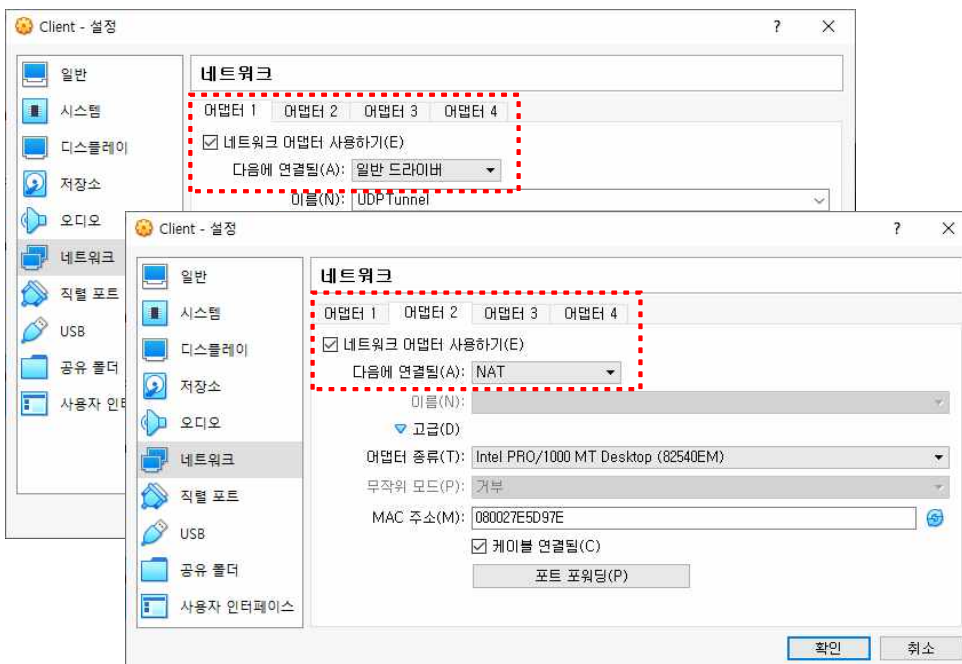 Client - 설정
?
일반
시스템
디스플레이
저장소
오디오
네트워크
직렬 포트
USB
공유 폴더
네트워크
어댑터 1 어댑터 2 어댑터 3 어댑터 4
네트워크 어댑터 사용하기(E)
다음에 연결됨(A): 일반 드라이버
이름(N): UDPTunnel
Client - 설정
?
일반
시스템
디스플레이
저장소
오디오
네트워크
직렬 포트
USB
공유 폴더
사용자 인터페이스
네트워크
어댑터 1 어댑터 2 어댑터 3 어댑터 4
네트워크 어댑터 사용하기(E)
다음에 연결됨(A): NAT
이름(N):
고급(D)
어댑터 종류(T): Intel PRO/1000 MT Desktop (82540EM)
무작위 모드(P): 거부
MAC 주소(M): 080027E5D97E
케이블 연결됨(C)
포트 포워딩(P)
확인 취소